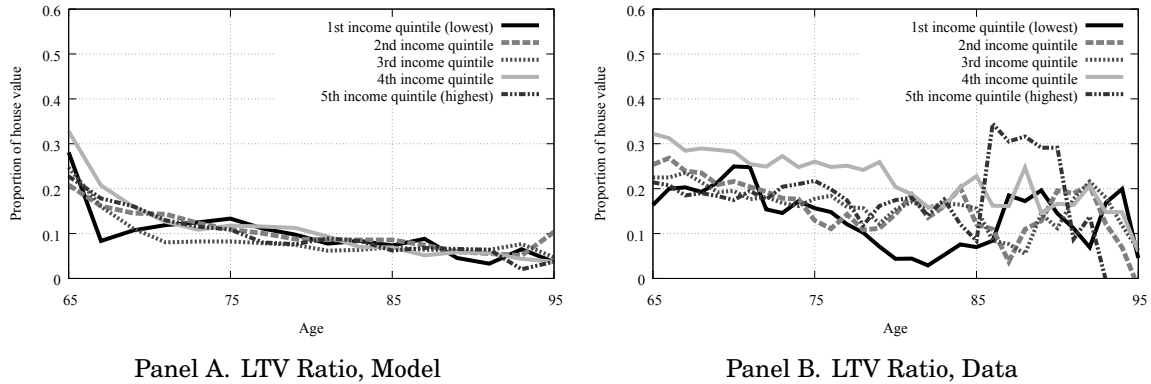 0.6
0.5
0.4
0.3
0.2
0.1
0
65
75
85
95
Proportion of house value
Age
1st income quintile (lowest)
2nd income quintile
3rd income quintile
4th income quintile
5th income quintile (highest)
Panel A. LTV Ratio, Model
0.6
0.5
0.4
0.3
0.2
0.1
0
65
75
85
95
Proportion of house value
Age
1st income quintile (lowest)
2nd income quintile
3rd income quintile
4th income quintile
5th income quintile (highest)
Panel B. LTV Ratio, Data